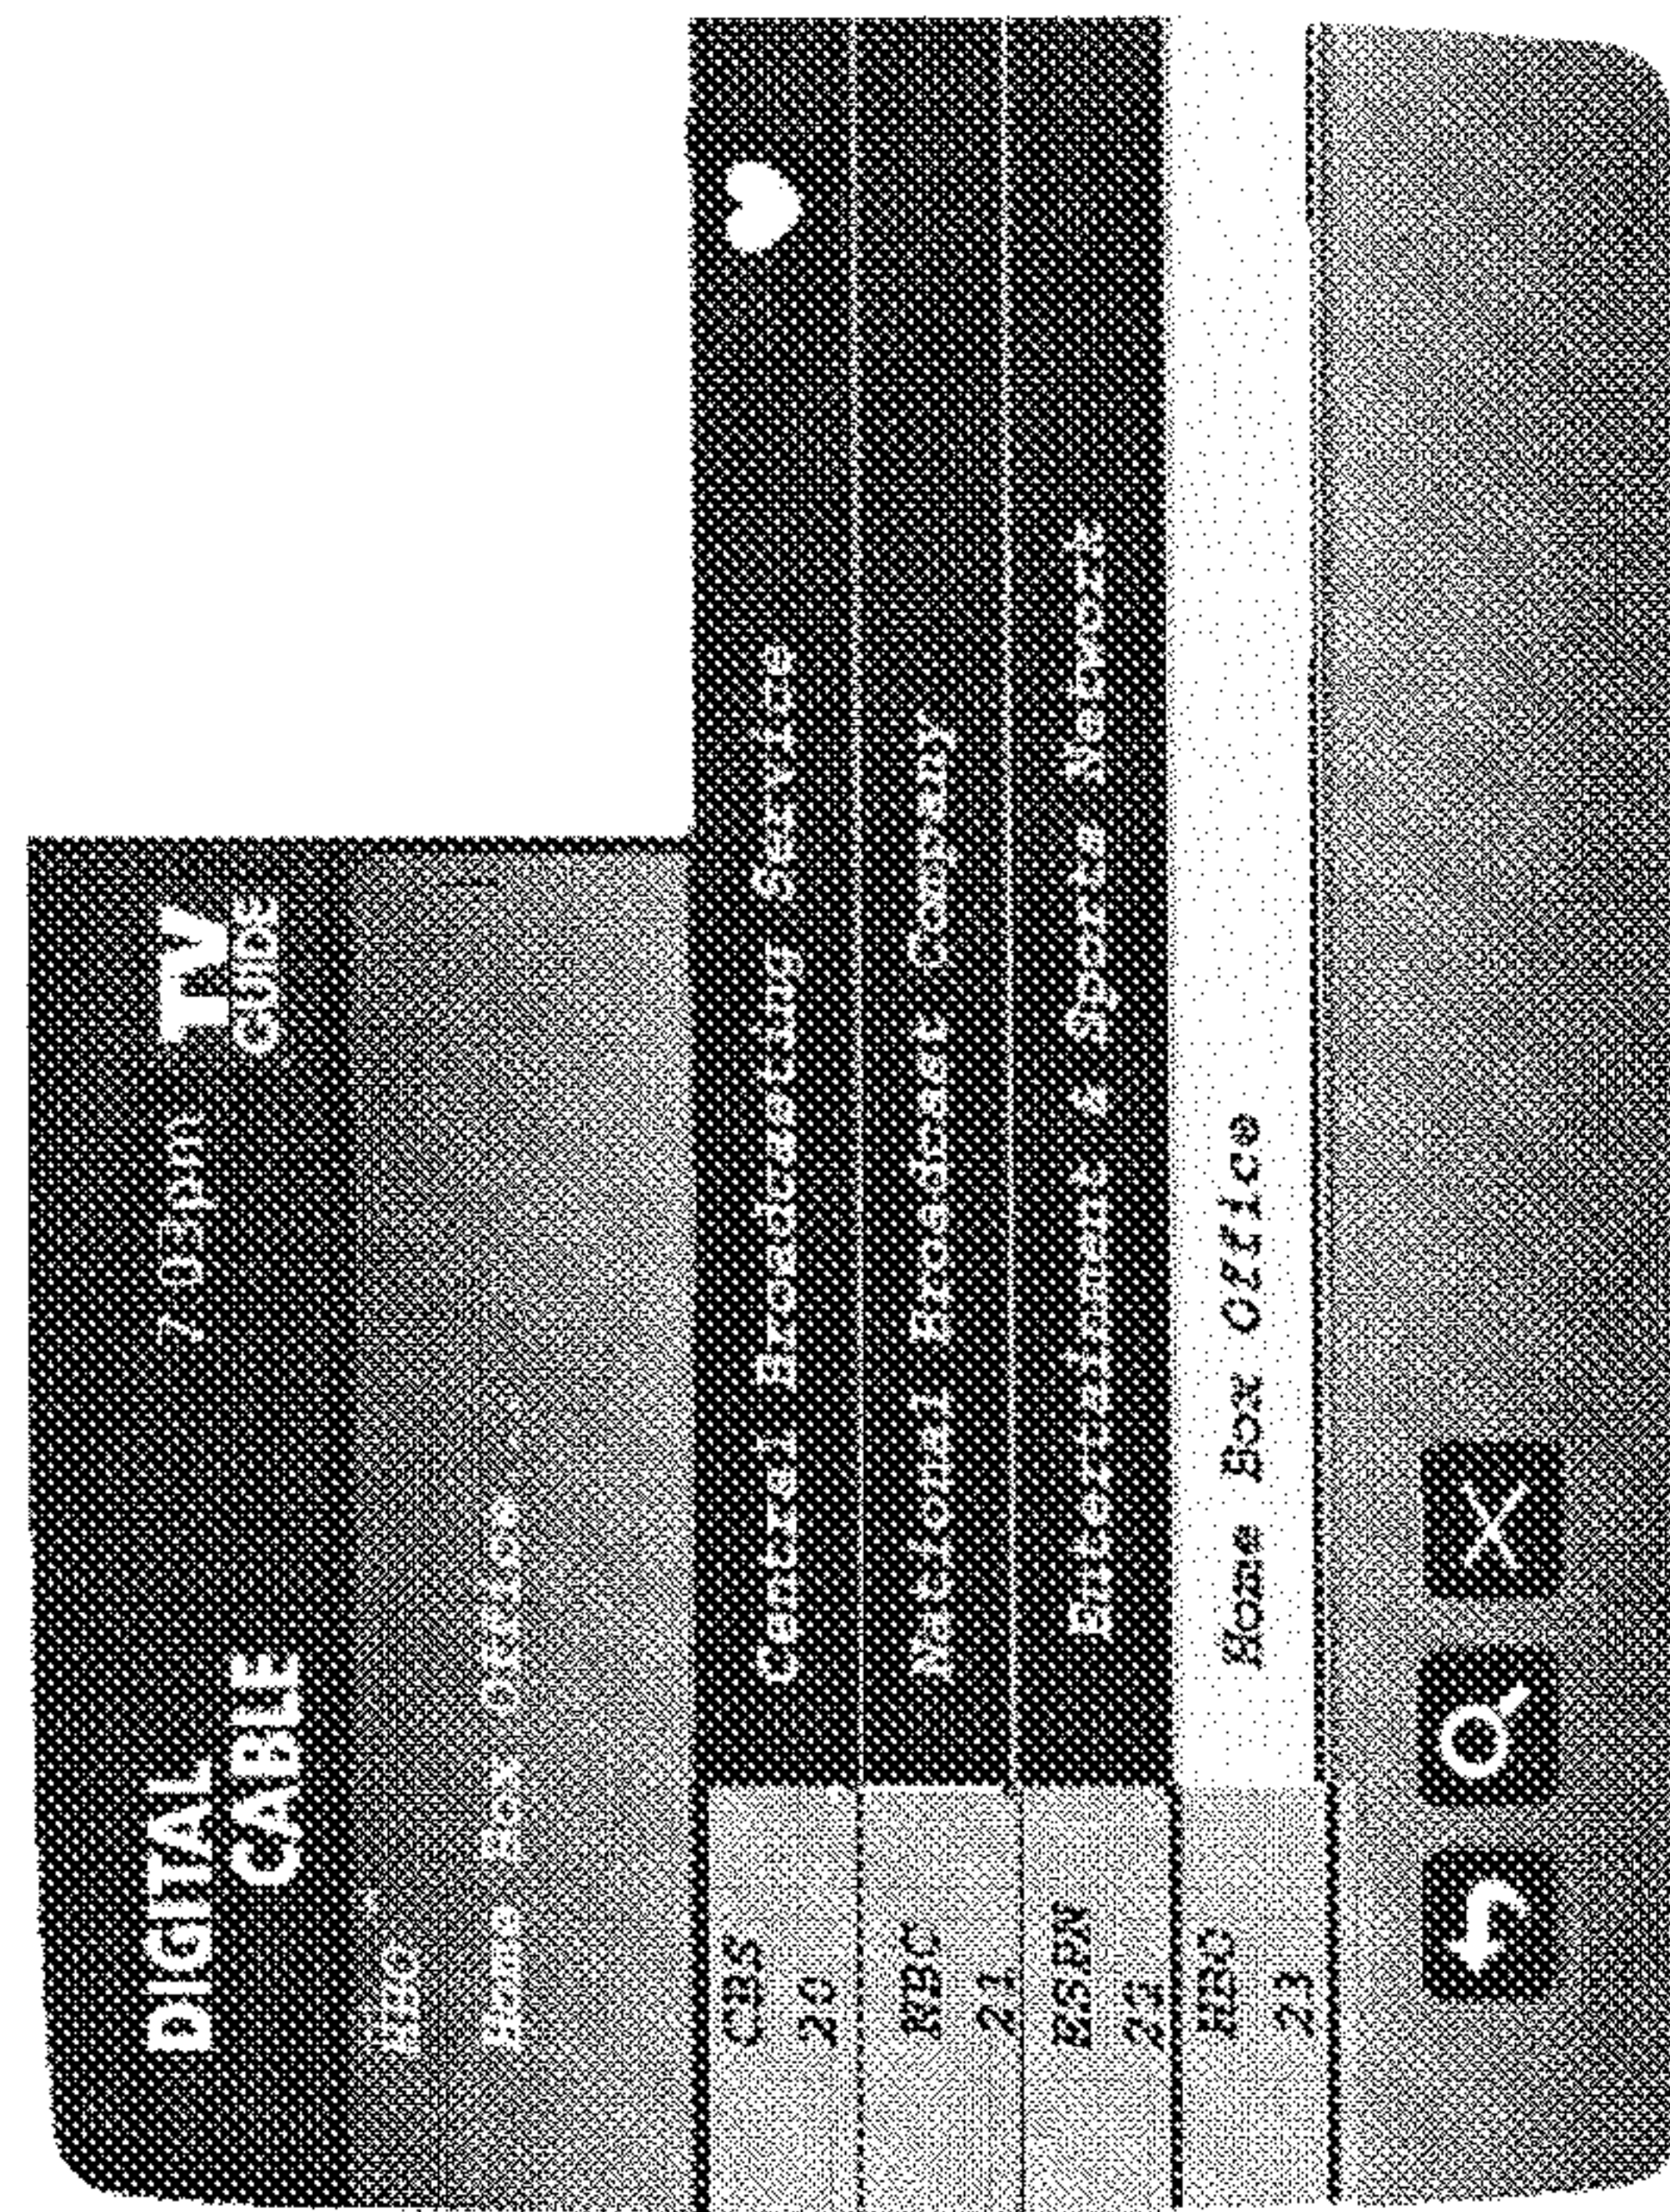 DIGITAL
CABLE
7:03pm
TV
GUIDE
HBO
Home Box Office
CBS
20
Central Broadcasting Service
NBC
21
National Broadcast Company
ESPN
22
Entertainment & Sports Network
HBO
23
Home Box Office